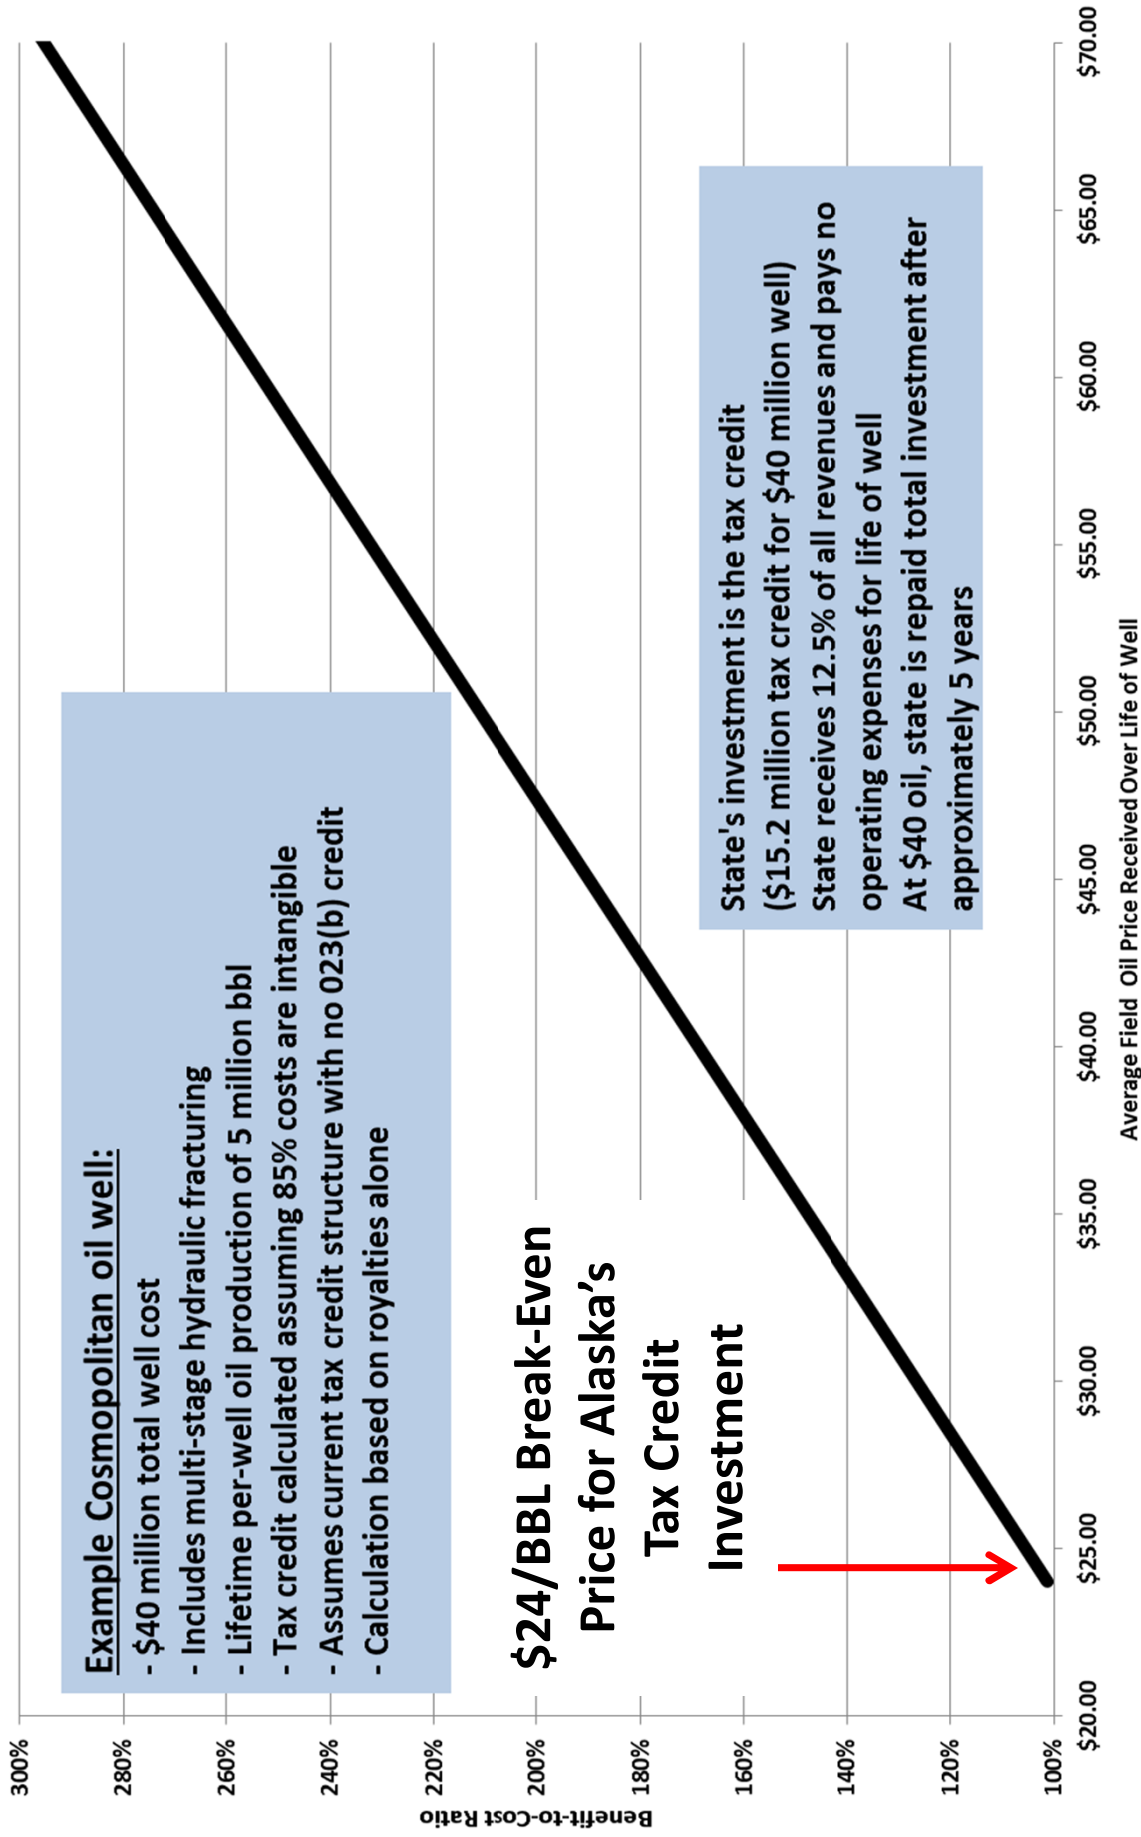 300%
280%
260%
240%
220%
200%
180%
160%
140%
120%
100%
Benefit-to-Cost Ratio
Example Cosmopolitan oil well:
- $40 million total well cost
- Includes multi-stage hydraulic fracturing
- Lifetime per-well oil production of 5 million bbl
- Tax credit calculated assuming 85% costs are intangible
- Assumes current tax credit structure with no 023(b) credit
- Calculation based on royalties alone
$24/BBL Break-Even
Price for Alaska’s
Tax Credit
Investment
State's investment is the tax credit
($15.2 million tax credit for $40 million well)
State receives 12.5% of all revenues and pays no
operating expenses for life of well
At $40 oil, state is repaid total investment after
approximately 5 years
$20.00 $25.00 $30.00 $35.00 $40.00 $45.00 $50.00 $55.00 $60.00 $65.00 $70.00
Average Field Oil Price Received Over Life of Well